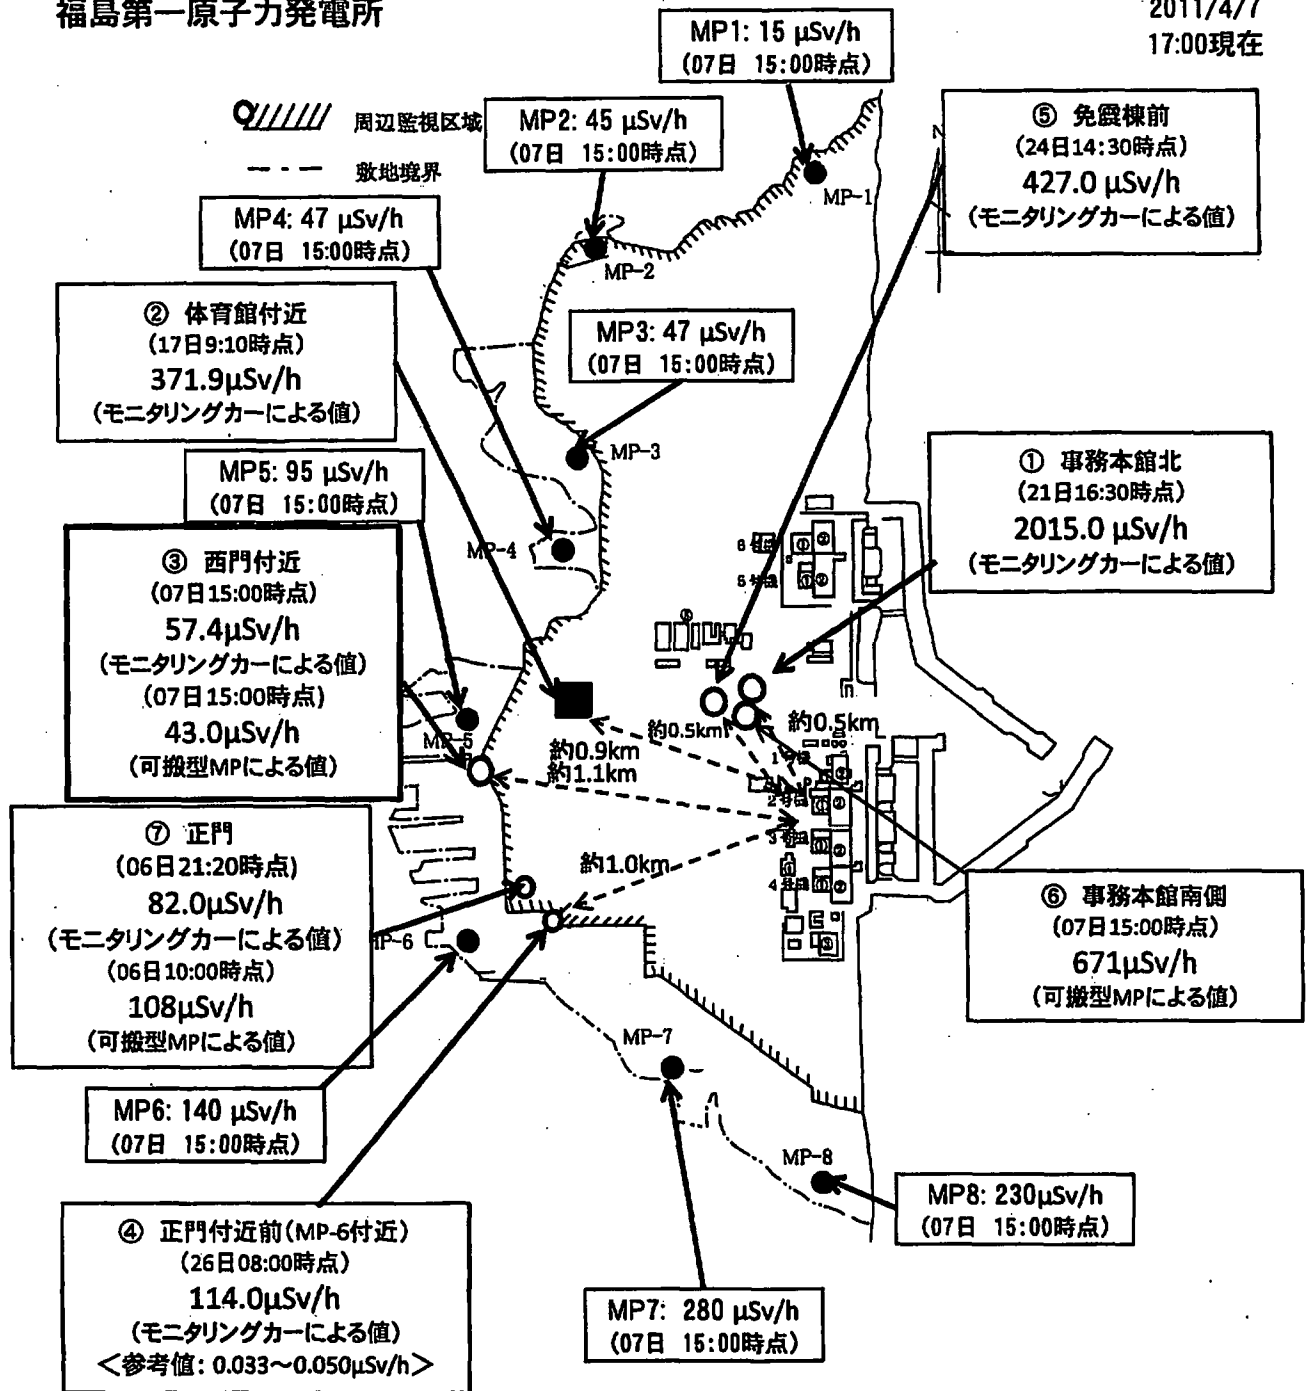 福島第一原子力発電所
2011/4/7
17:00現在
MP1: 15 μSv/h
(07日 15:00時点)
周辺監視区域
敷地境界
MP2: 45 μSv/h
(07日 15:00時点)
⑤ 免震棟前
(24日14:30時点)
427.0 μSv/h
(モニタリングカーによる値)
N
MP-1
MP4: 47 μSv/h
(07日 15:00時点)
MP-2
② 体育館付近
(17日9:10時点)
371.9μSv/h
(モニタリングカーによる値)
MP3: 47 μSv/h
(07日 15:00時点)
MP-3
① 事務本館北
(21日16:30時点)
2015.0 μSv/h
(モニタリングカーによる値)
MP5: 95 μSv/h
(07日 15:00時点)
MP-4
③ 西門付近
(07日15:00時点)
57.4μSv/h
(モニタリングカーによる値)
(07日15:00時点)
43.0μSv/h
(可搬型MPによる値)
MP-5
約0.5km
約0.5km
約0.9km
約1.1km
約1.0km
⑦ 正門
(06日21:20時点)
82.0μSv/h
(モニタリングカーによる値)
(06日10:00時点)
108μSv/h
(可搬型MPによる値)
⑥ 事務本館南側
(07日15:00時点)
671μSv/h
(可搬型MPによる値)
MP-7
MP6: 140 μSv/h
(07日 15:00時点)
MP-8
MP8: 230μSv/h
(07日 15:00時点)
④ 正門付近前(MP-6付近)
(26日08:00時点)
114.0μSv/h
(モニタリングカーによる値)
<参考値: 0.033~0.050μSv/h>
MP7: 280 μSv/h
(07日 15:00時点)